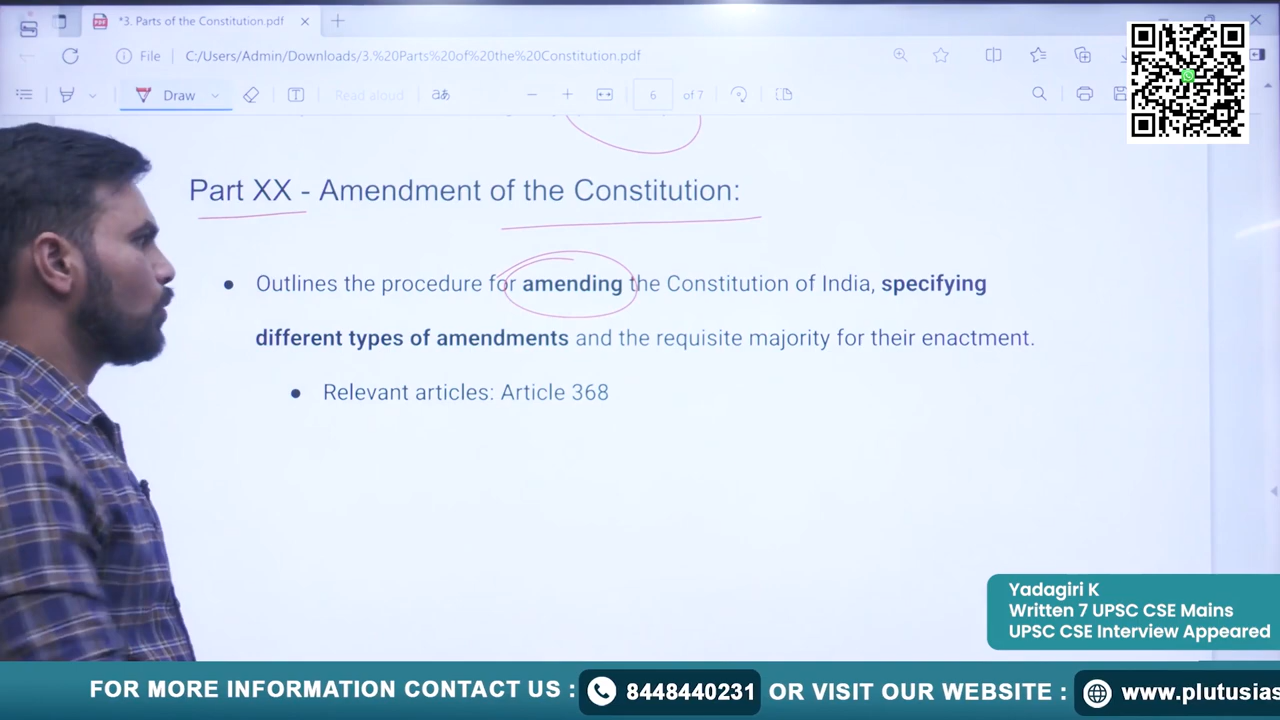 *3. Parts of the Constitution.pdf
File C:/Users/Admin/Downloads/3.%20Parts%20of%20the%20Constitution.pdf
Draw Read aloud aあ 6 of 7
Part XX - Amendment of the Constitution:
Outlines the procedure for amending the Constitution of India, specifying
different types of amendments and the requisite majority for their enactment.
Relevant articles: Article 368
Yadagiri K
Written 7 UPSC CSE Mains
UPSC CSE Interview Appeared
FOR MORE INFORMATION CONTACT US : 8448440231 OR VISIT OUR WEBSITE : www.plutusias